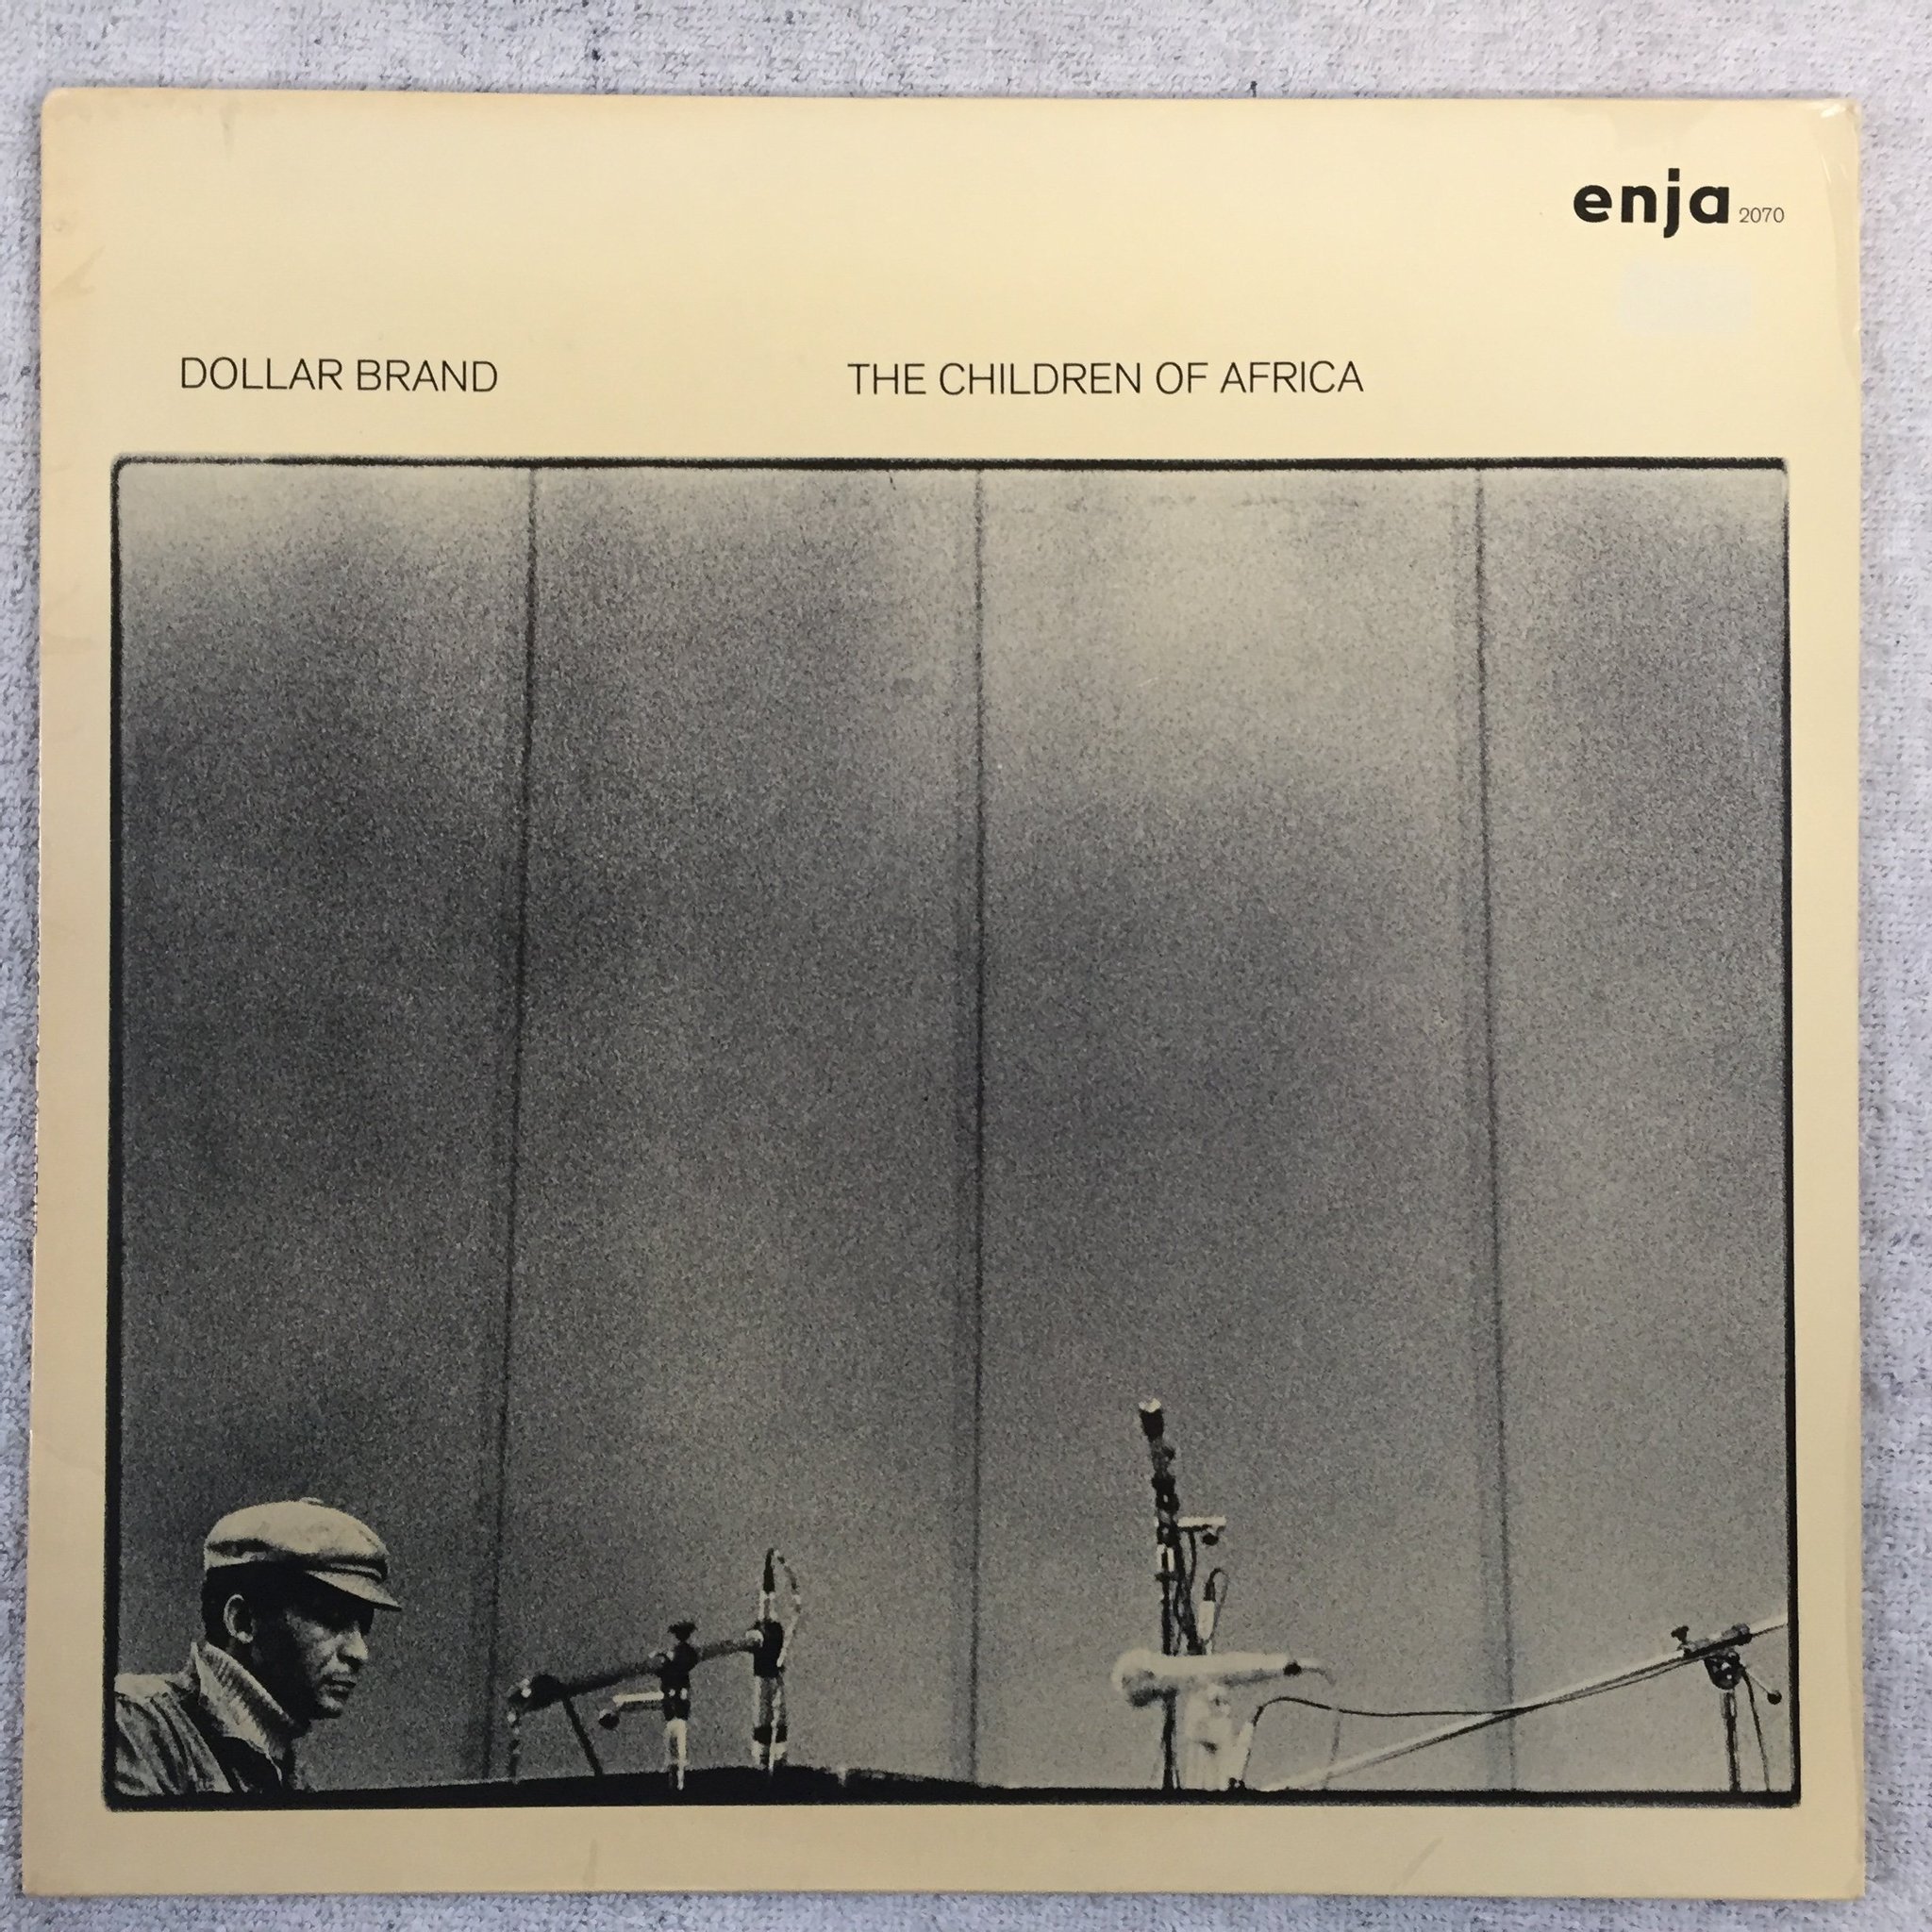 enja 2070
DOLLAR BRAND THE CHILDREN OF AFRICA